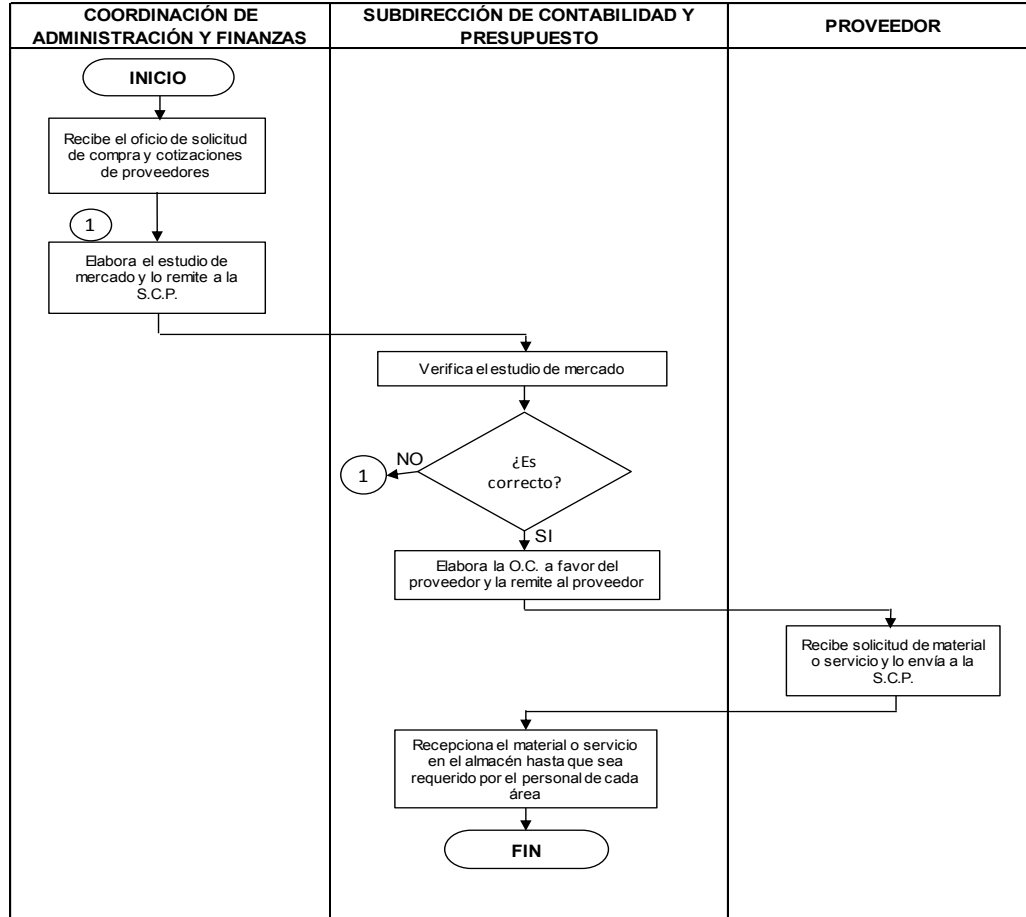 COORDINACIÓN DE
ADMINISTRACIÓN Y FINANZAS
SUBDIRECCIÓN DE CONTABILIDAD Y
PRESUPUESTO
PROVEEDOR
INICIO
Recibe el oficio de solicitud
de compra y cotizaciones
de proveedores
1
Elabora el estudio de
mercado y lo remite a la
S.C.P.
Verifica el estudio de mercado
¿Es
correcto?
NO
1
SI
Elabora la O.C. a favor del
proveedor y la remite al proveedor
Recibe solicitud de material
o servicio y lo envía a la
S.C.P.
Recepciona el material o servicio
en el almacén hasta que sea
requerido por el personal de cada
área
FIN